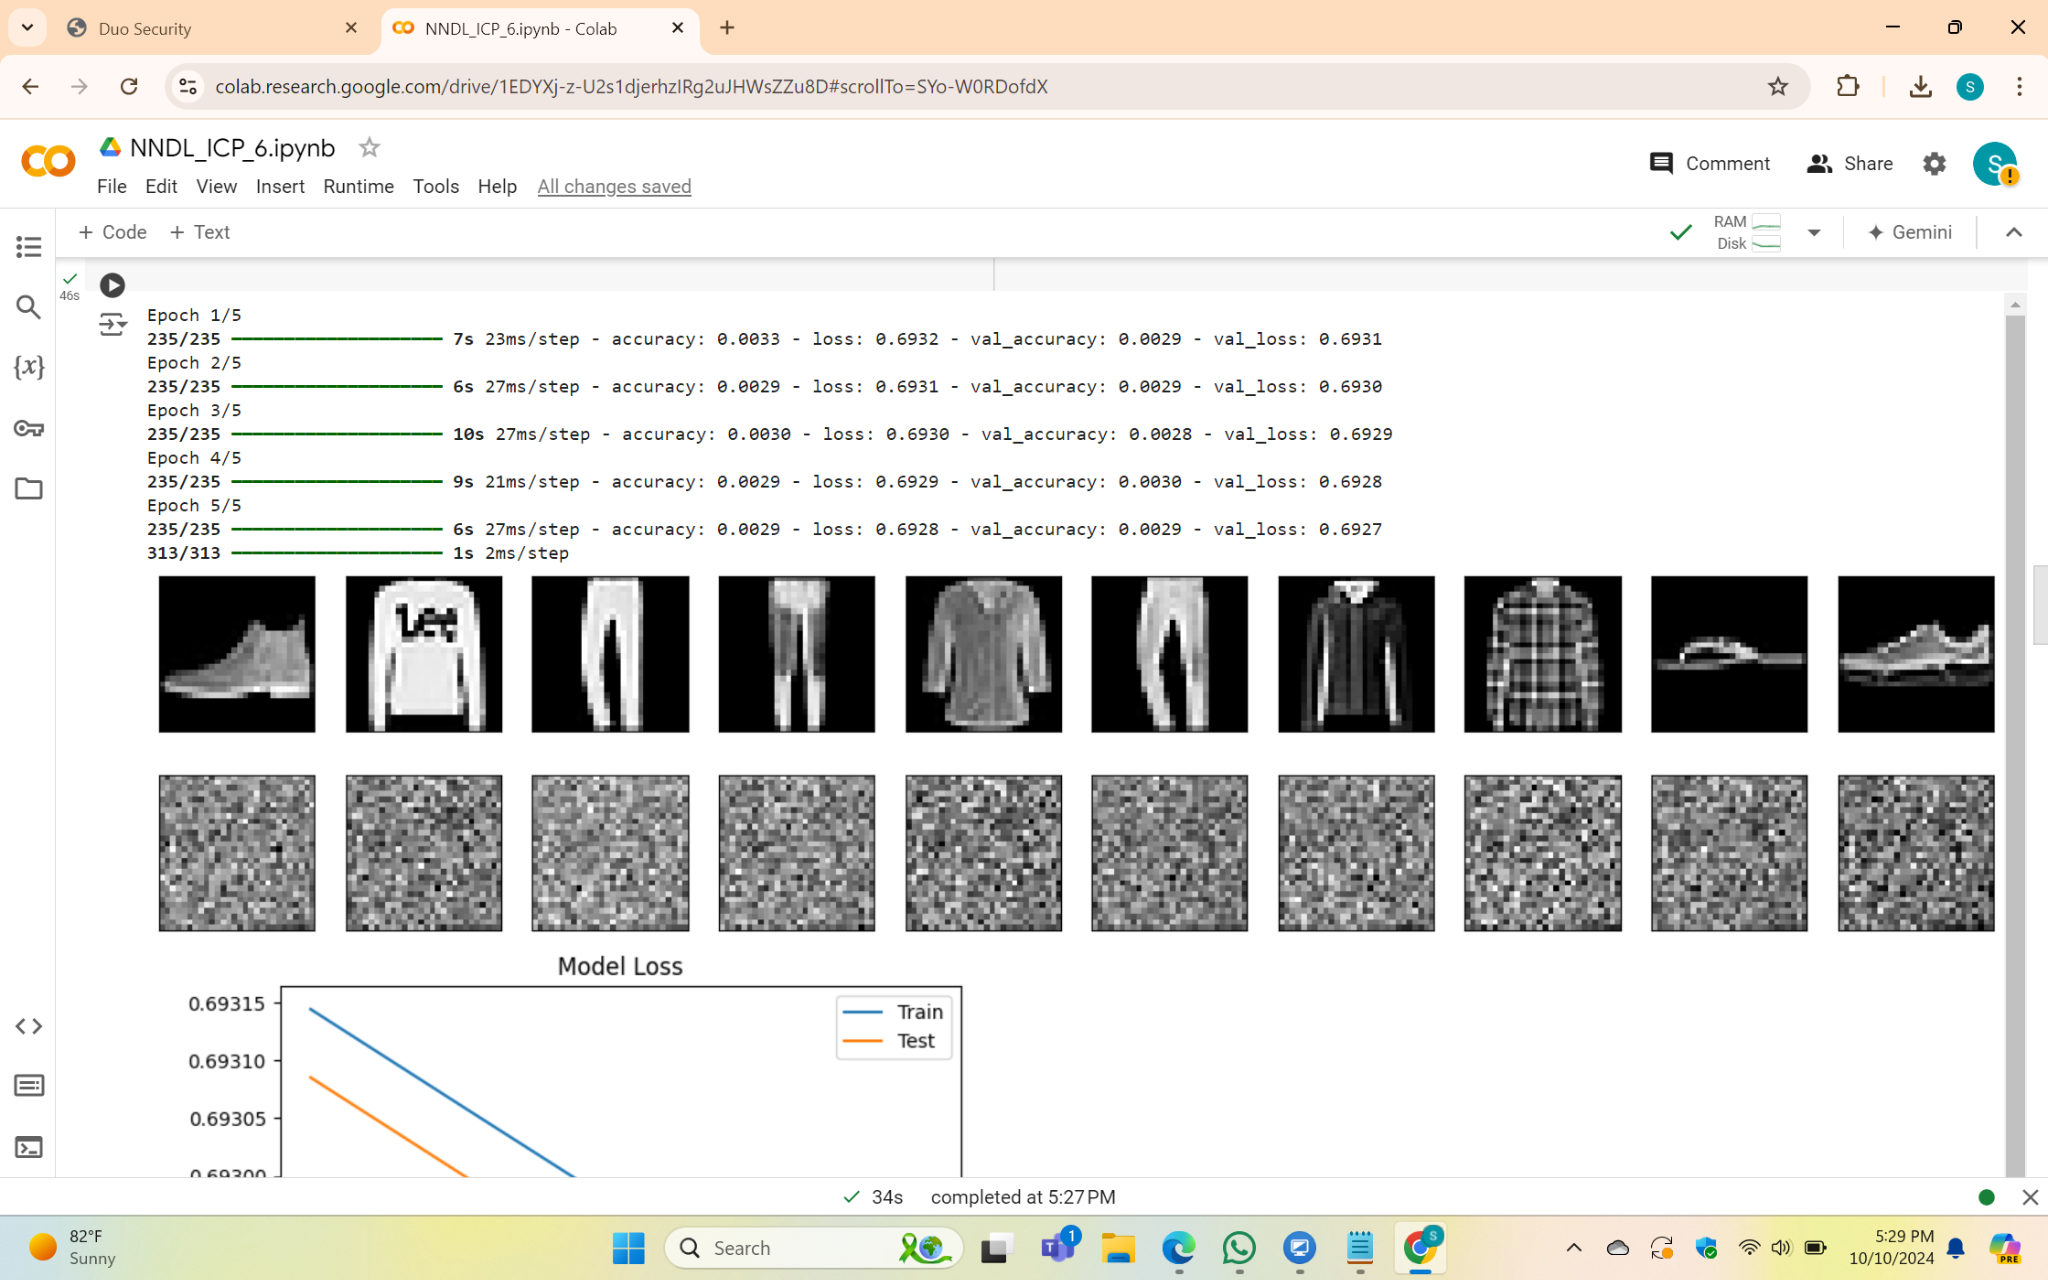 Duo Security
NNDL_ICP_6.ipynb - Colab
colab.research.google.com/drive/1EDYXj-z-U2s1djerhzIRg2uJHWsZZu8D#scrollTo=SYo-W0RDofdX
S
NNDL_ICP_6.ipynb
Comment
Share
S
File Edit View Insert Runtime Tools Help All changes saved
+ Code + Text
RAM
Disk
Gemini
46s
Epoch 1/5
235/235 7s 23ms/step - accuracy: 0.0033 - loss: 0.6932 - val_accuracy: 0.0029 - val_loss: 0.6931
Epoch 2/5
235/235 6s 27ms/step - accuracy: 0.0029 - loss: 0.6931 - val_accuracy: 0.0029 - val_loss: 0.6930
Epoch 3/5
235/235 10s 27ms/step - accuracy: 0.0030 - loss: 0.6930 - val_accuracy: 0.0028 - val_loss: 0.6929
Epoch 4/5
235/235 9s 21ms/step - accuracy: 0.0029 - loss: 0.6929 - val_accuracy: 0.0030 - val_loss: 0.6928
Epoch 5/5
235/235 6s 27ms/step - accuracy: 0.0029 - loss: 0.6928 - val_accuracy: 0.0029 - val_loss: 0.6927
313/313 1s 2ms/step
{x}
Lee
Model Loss
0.69315
0.69310
0.69305
0.69300
Train
Test
34s completed at 5:27 PM
82°F
Sunny
Search
1
S
5:29 PM
10/10/2024
PRE